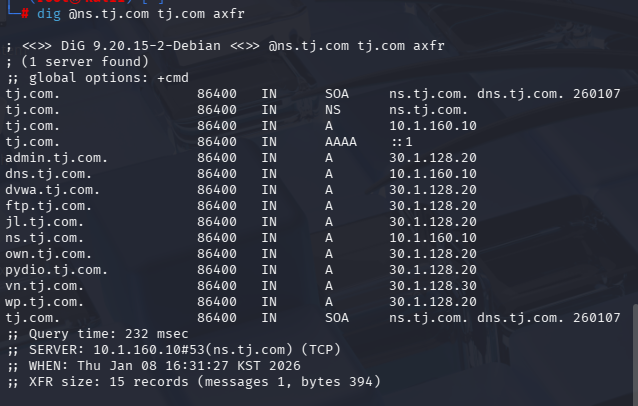 # dig @ns.tj.com tj.com axfr
; <<>> DiG 9.20.15-2-Debian <<>> @ns.tj.com tj.com axfr
; (1 server found)
;; global options: +cmd
tj.com. 86400 IN SOA ns.tj.com. dns.tj.com. 260107
tj.com. 86400 IN NS ns.tj.com.
tj.com. 86400 IN A 10.1.160.10
tj.com. 86400 IN AAAA ::1
admin.tj.com. 86400 IN A 30.1.128.20
dns.tj.com. 86400 IN A 10.1.160.10
dvwa.tj.com. 86400 IN A 30.1.128.20
ftp.tj.com. 86400 IN A 30.1.128.20
jl.tj.com. 86400 IN A 30.1.128.20
ns.tj.com. 86400 IN A 10.1.160.10
own.tj.com. 86400 IN A 30.1.128.20
pydio.tj.com. 86400 IN A 30.1.128.20
vn.tj.com. 86400 IN A 30.1.128.30
wp.tj.com. 86400 IN A 30.1.128.20
tj.com. 86400 IN SOA ns.tj.com. dns.tj.com. 260107
;; Query time: 232 msec
;; SERVER: 10.1.160.10#53(ns.tj.com) (TCP)
;; WHEN: Thu Jan 08 16:31:27 KST 2026
;; XFR size: 15 records (messages 1, bytes 394)